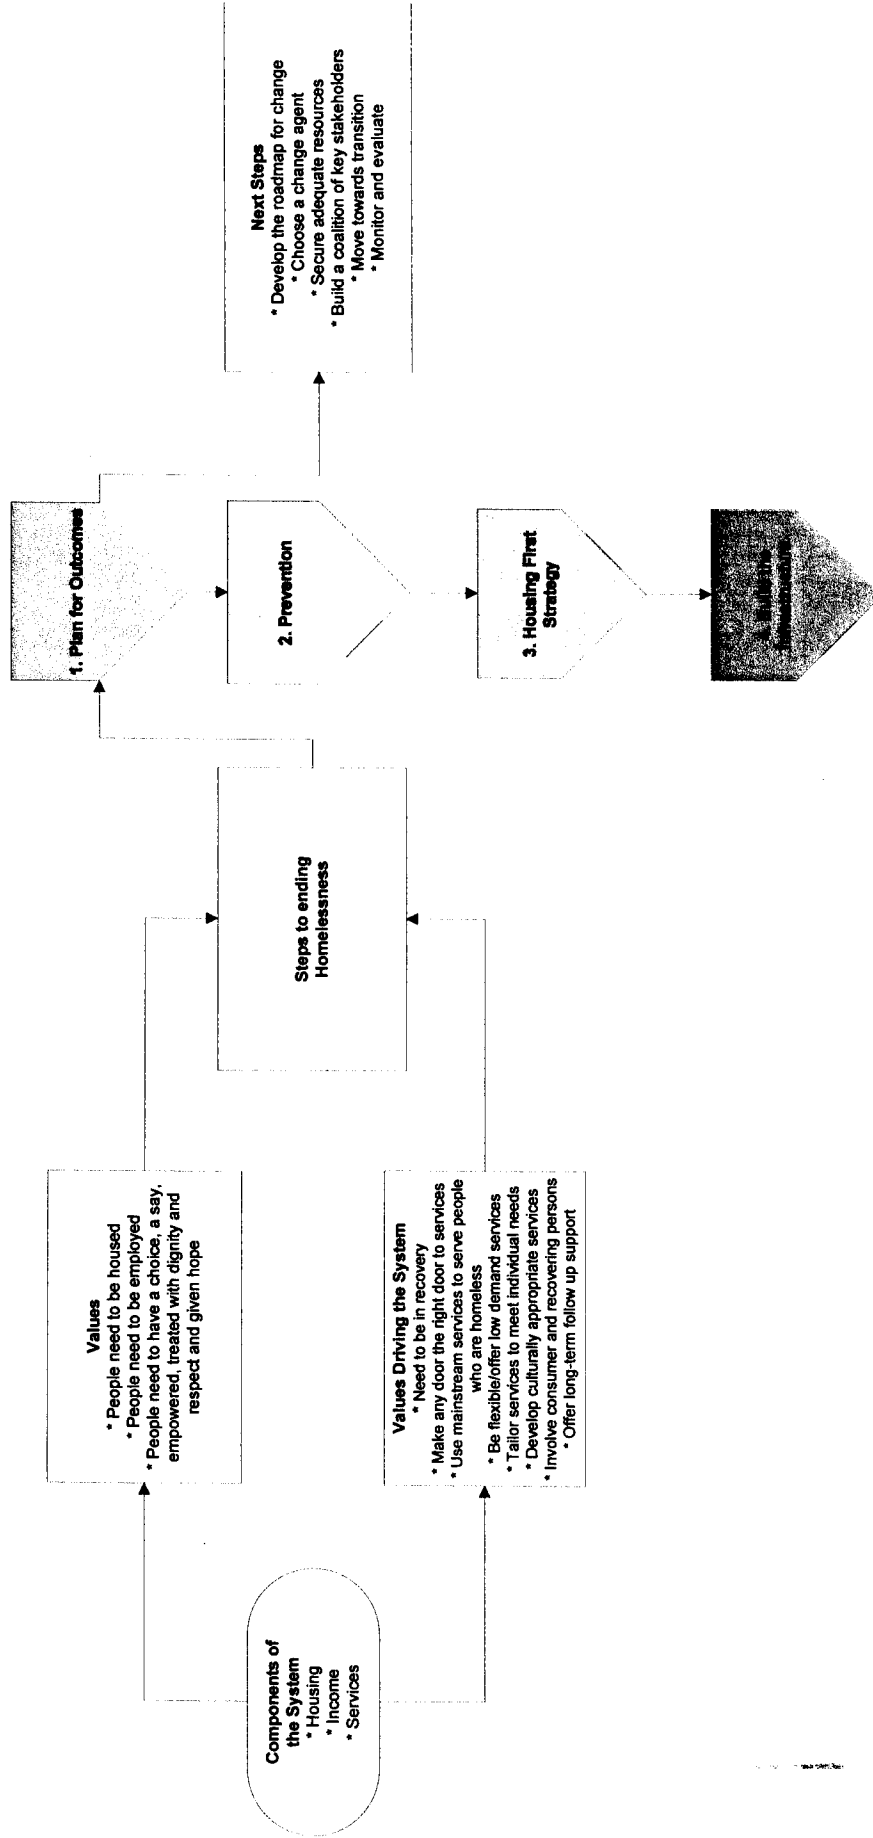 Components of
the System
* Housing
* Income
* Services
Values
* People need to be housed
* People need to be employed
* People need to have a choice, a say,
empowered, treated with dignity and
respect and given hope
Values Driving the System
* Need to be in recovery
* Make any door the right door to services
* Use mainstream services to serve people
who are homeless
* Be flexible/offer low demand services
* Tailor services to meet individual needs
* Develop culturally appropriate services
* Involve consumer and recovering persons
* Offer long-term follow up support
Steps to ending
Homelessness
1. Plan for Outcomes
2. Prevention
3. Housing First
Strategy
4. Build the
Next Steps
* Develop the roadmap for change
* Choose a change agent
* Secure adequate resources
* Build a coalition of key stakeholders
* Move towards transition
* Monitor and evaluate